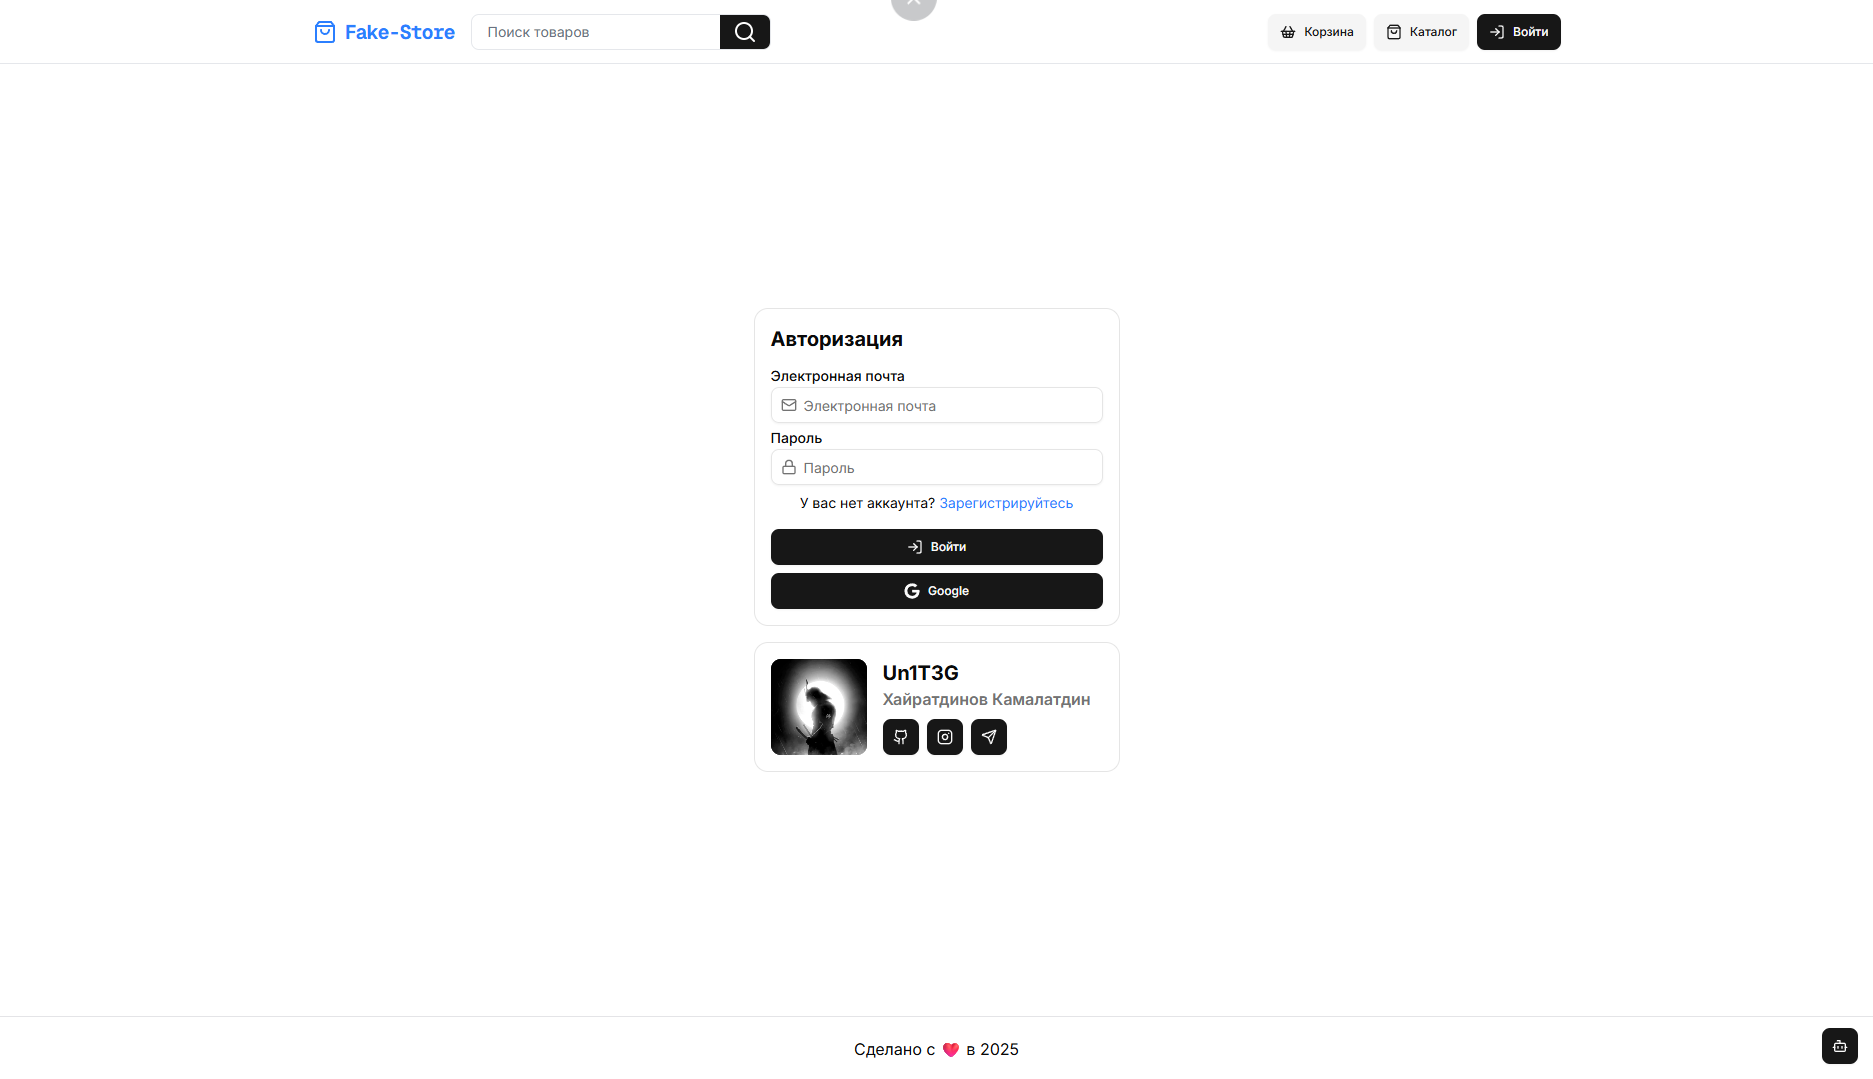 Fake-Store
Поиск товаров
Корзина
Каталог
Войти
Авторизация
Электронная почта
Электронная почта
Пароль
Пароль
У вас нет аккаунта? Зарегистрируйтесь
Войти
Google
Un1T3G
Хайратдинов Камалатдин
Сделано с ❤️ в 2025